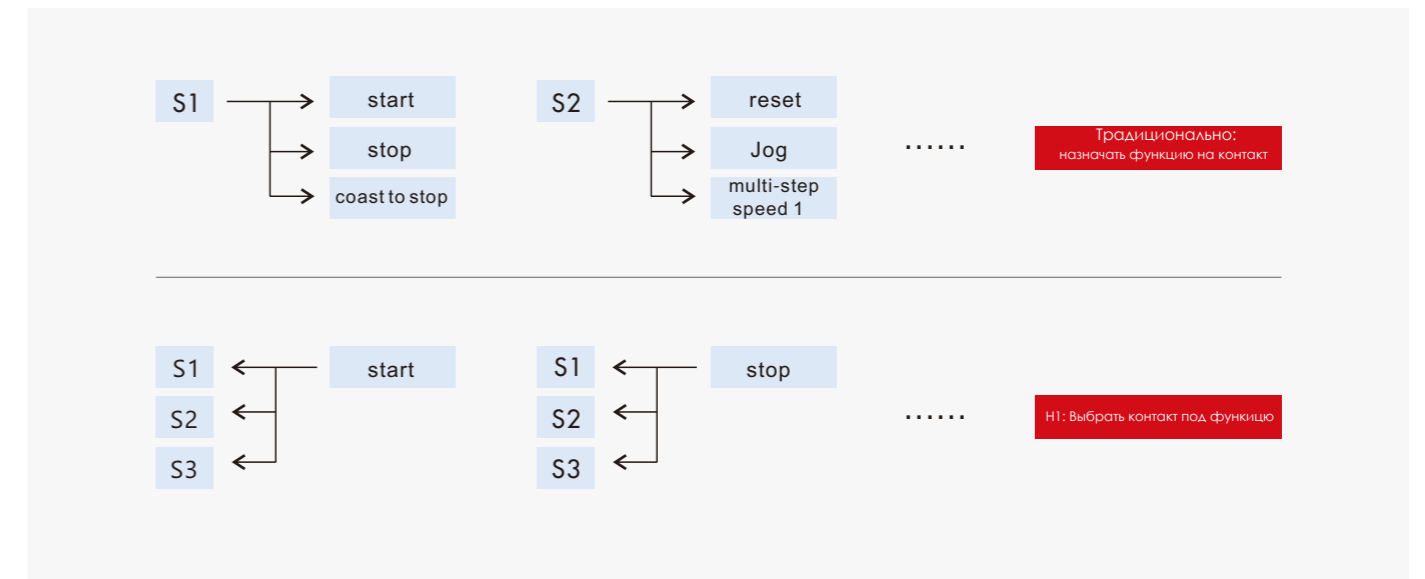 S1
start
stop
coast to stop
S2
reset
Jog
multi-step
speed 1
......
Традиционально:
назначать функцию на контакт
S1
S2
S3
start
S1
S2
S3
stop
......
H1: Выбрать контакт под функицю